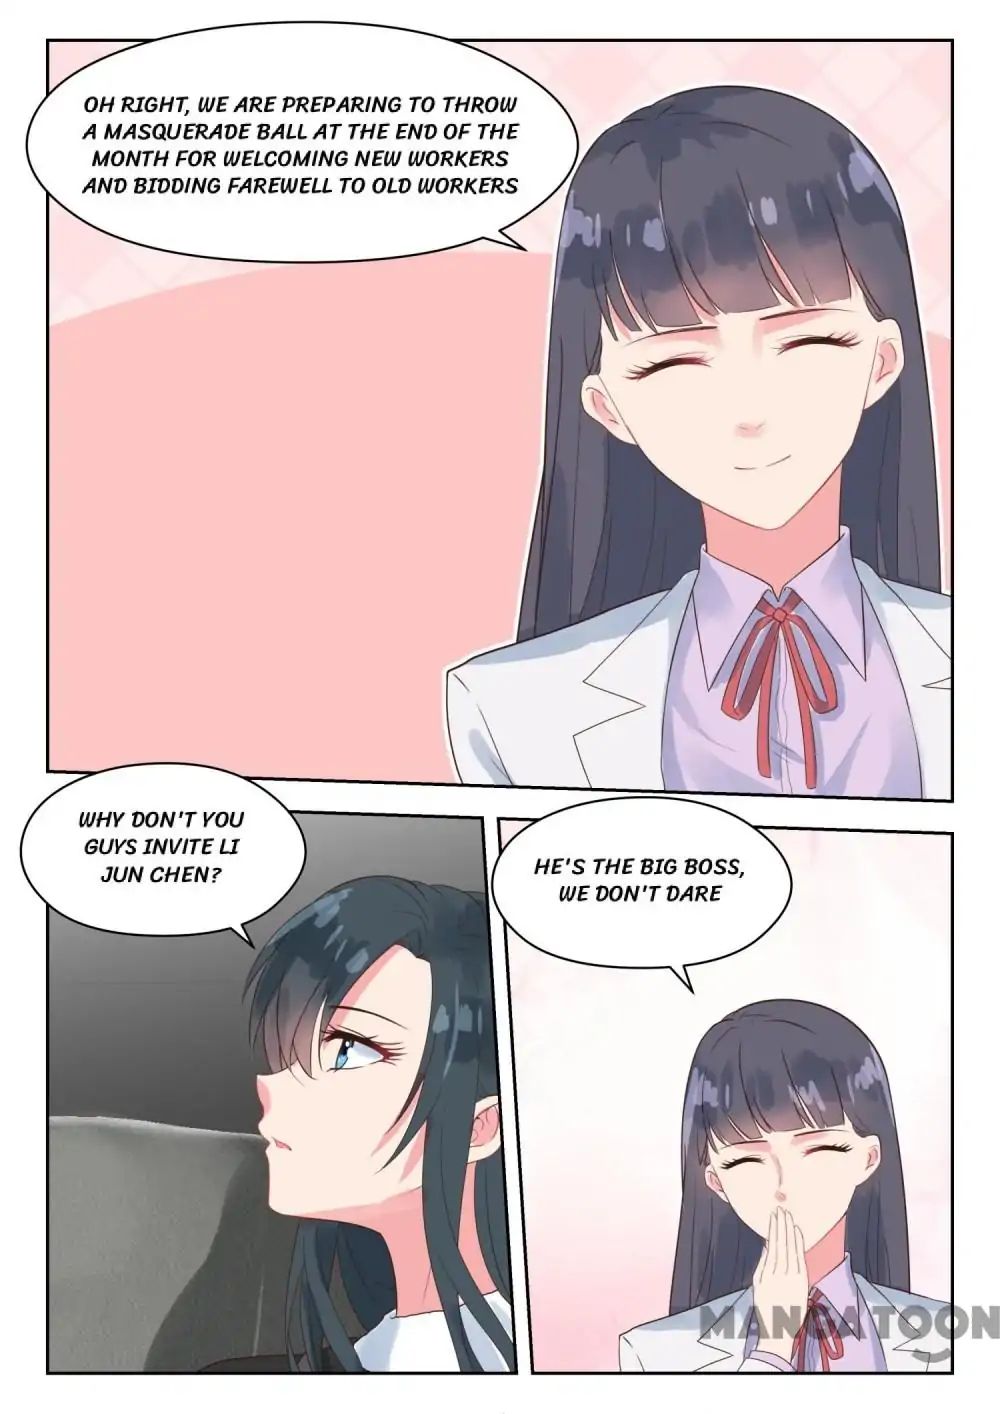 OH RIGHT, WE ARE PREPARING TO THROW
A MASQUERADE BALL AT THE END OF THE
MONTH FOR WELCOMING NEW WORKERS
AND BIDDING FAREWELL TO OLD WORKERS
WHY DON'T YOU
GUYS INVITE LI
JUN CHEN?
HE'S THE BIG BOSS,
WE DON'T DARE
MANGATOON